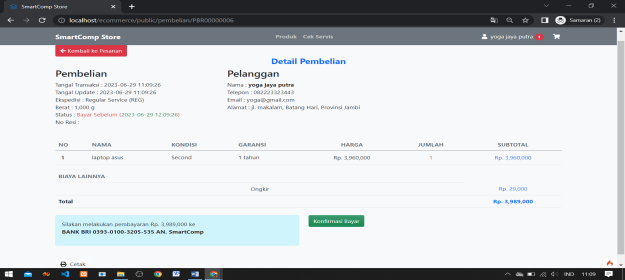 SmartComp Store
localhost/ecommerce/public/pembelian/PBR00000006
Samaran (2)
SmartComp Store
Produk Cek Servis
yoga jaya putra
Kembali ke Pesanan
Detail Pembelian
Pembelian
Tangal Transaksi : 2023-06-29 11:09:26
Tangal Update : 2023-06-29 11:09:26
Ekspedisi : Regular Service (REG)
Berat : 1,000 g
Status : Bayar Sebelum (2023-06-29 12:09:26)
No Resi :
Pelanggan
Nama : yoga jaya putra
Telepon : 082223323443
Email : yoga@gmail.com
Alamat : jl. makalam, Batang Hari, Provinsi Jambi
NO NAMA KONDISI GARANSI HARGA JUMLAH SUBTOTAL
1 laptop asus Second 1 tahun Rp. 3,960,000 1 Rp. 3,960,000
BIAYA LAINNYA
Ongkir Rp. 29,000
Total Rp. 3,989,000
Silakan melakukan pembayaran Rp. 3,989,000 ke
BANK BRI 0393-0100-3205-535 AN. SmartComp
Konfirmasi Bayar
Cetak
IND 11:09